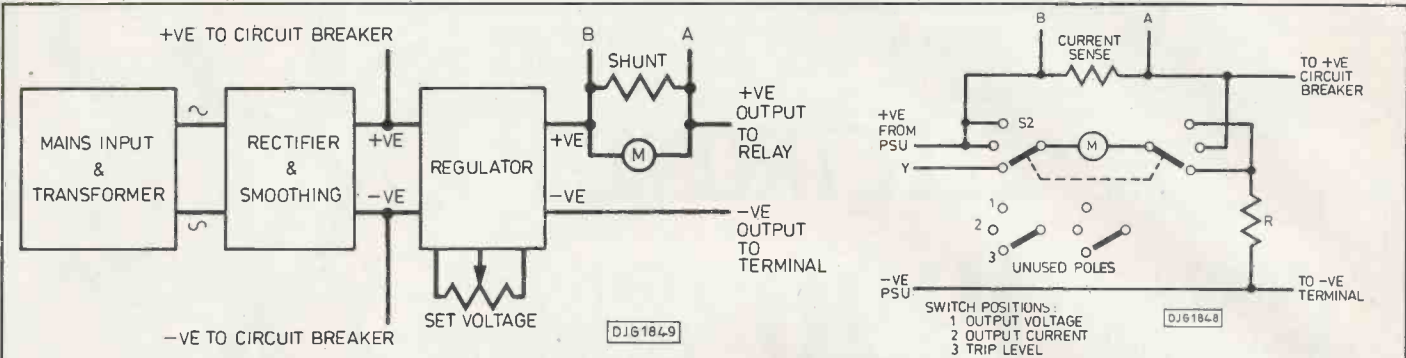 +VE TO CIRCUIT BREAKER
B
A
SHUNT
MAINS INPUT
&
TRANSFORMER
∿
∿
RECTIFIER
&
SMOOTHING
+VE
-VE
REGULATOR
+VE
-VE
M
+VE
OUTPUT
TO
RELAY
-VE
OUTPUT
TO
TERMINAL
SET VOLTAGE
-VE TO CIRCUIT BREAKER
DJG1849
B
A
CURRENT
SENSE
TO +VE
CIRCUIT
BREAKER
+VE
FROM
PSU
S2
M
Y
R
1
2
3
UNUSED POLES
-VE
PSU
TO -VE
TERMINAL
SWITCH POSITIONS:
1 OUTPUT VOLTAGE
2 OUTPUT CURRENT
3 TRIP LEVEL
DJG1848